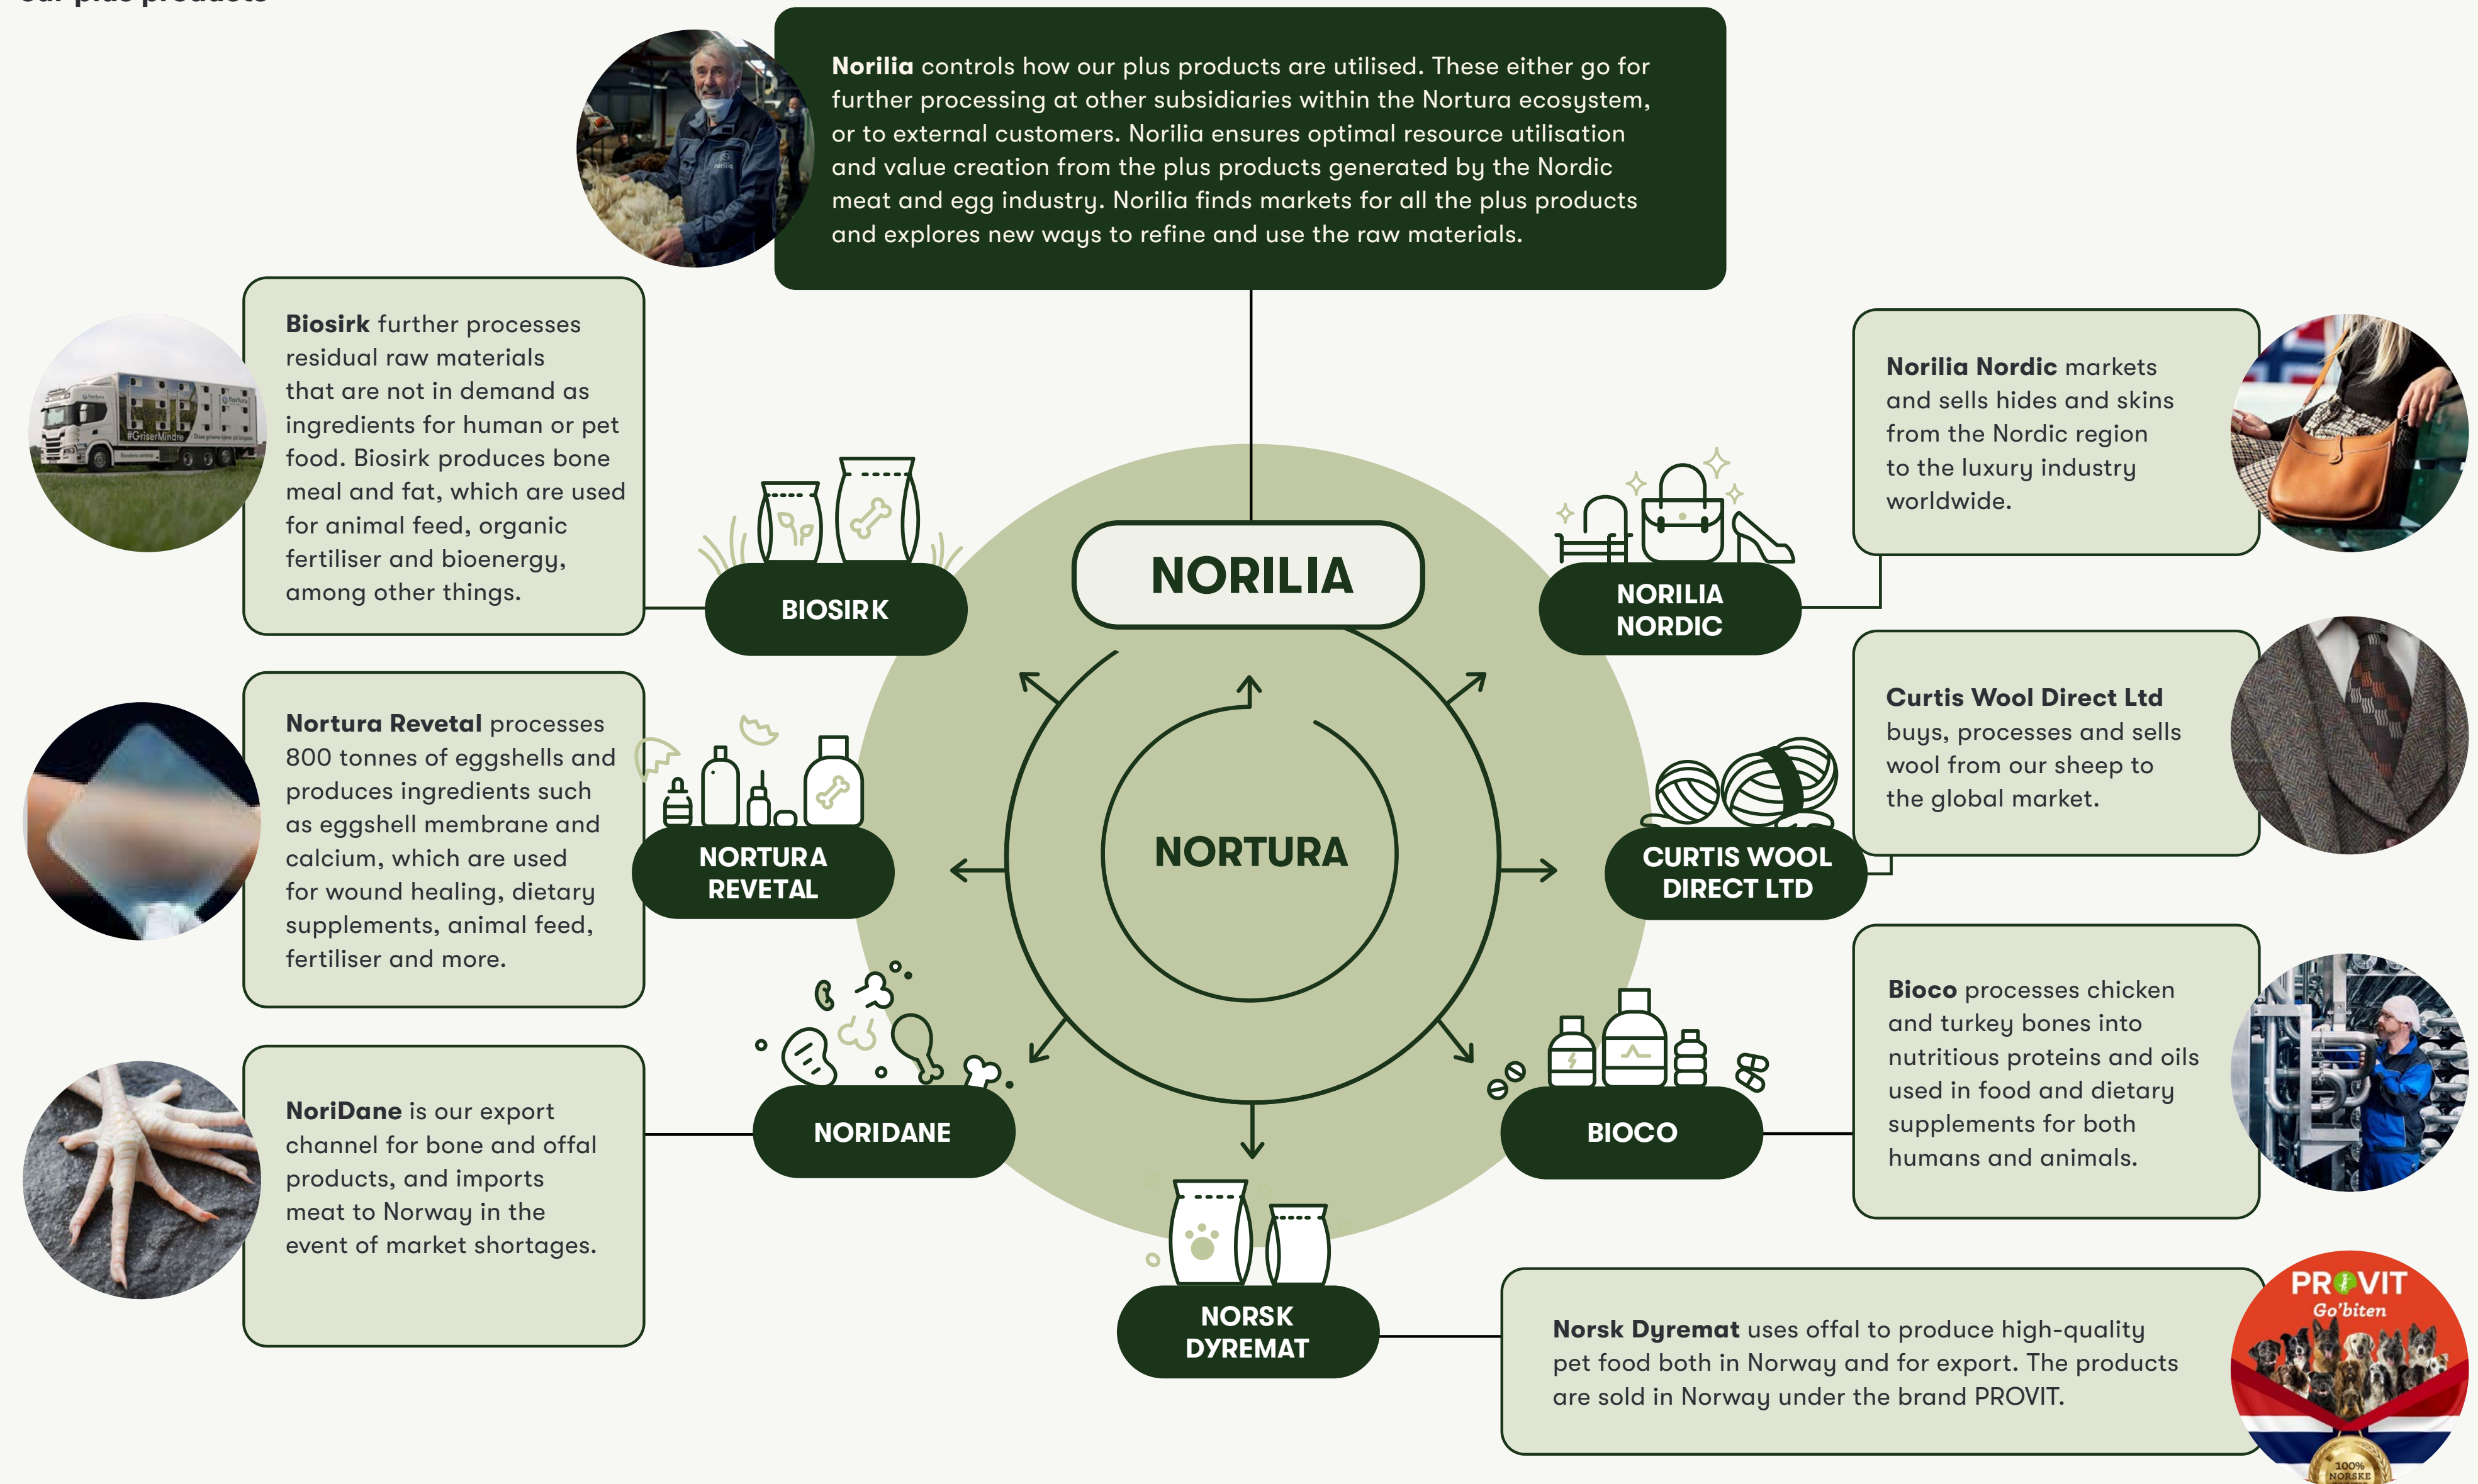 our plus products
Norilia controls how our plus products are utilised. These either go for
further processing at other subsidiaries within the Nortura ecosystem,
or to external customers. Norilia ensures optimal resource utilisation
and value creation from the plus products generated by the Nordic
meat and egg industry. Norilia finds markets for all the plus products
and explores new ways to refine and use the raw materials.
norilia
Biosirk further processes
residual raw materials
that are not in demand as
ingredients for human or pet
food. Biosirk produces bone
meal and fat, which are used
for animal feed, organic
fertiliser and bioenergy,
among other things.
nortura
nortura
#GriserMindre
BIOSIRK
NORILIA
NORILIA
NORDIC
Norilia Nordic markets
and sells hides and skins
from the Nordic region
to the luxury industry
worldwide.
Nortura Revetal processes
800 tonnes of eggshells and
produces ingredients such
as eggshell membrane and
calcium, which are used
for wound healing, dietary
supplements, animal feed,
fertiliser and more.
NORTURA
REVETAL
NORTURA
CURTIS WOOL
DIRECT LTD
Curtis Wool Direct Ltd
buys, processes and sells
wool from our sheep to
the global market.
NoriDane is our export
channel for bone and offal
products, and imports
meat to Norway in the
event of market shortages.
NORIDANE
BIOCO
Bioco processes chicken
and turkey bones into
nutritious proteins and oils
used in food and dietary
supplements for both
humans and animals.
NORSK
DYREMAT
Norsk Dyremat uses offal to produce high-quality
pet food both in Norway and for export. The products
are sold in Norway under the brand PROVIT.
PROVIT
Go'biten
100%
NORSKE